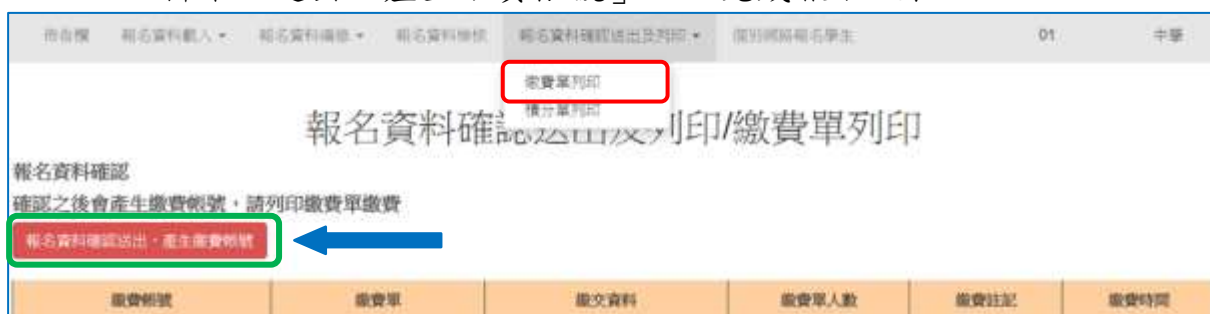 報名資料載入 報名資料編修 報名資料檢核 報名資料確認送出及列印 個別網路報名學生 01 中華
繳費單列印
積分單列印
報名資料確認送出及列印/繳費單列印
報名資料確認
確認之後會產生繳費帳號,請列印繳費單繳費
報名資料確認送出,產生繳費帳號
繳費帳號 繳費單 繳交資料 繳費單人數 繳費註記 繳費時間